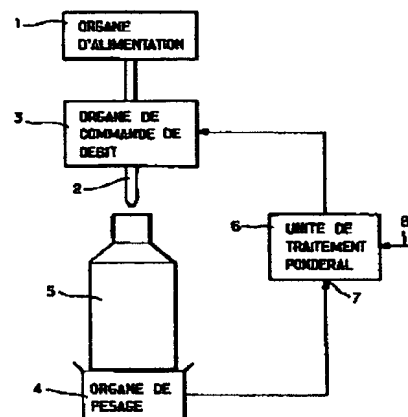 1
ORGANE
D'ALIMENTATION
3
ORGANE DE
COMMANDE DE
DEBIT
2
6
UNITE DE
TRAITEMENT
PONDERAL
8
7
5
4
ORGANE DE
PESAGE